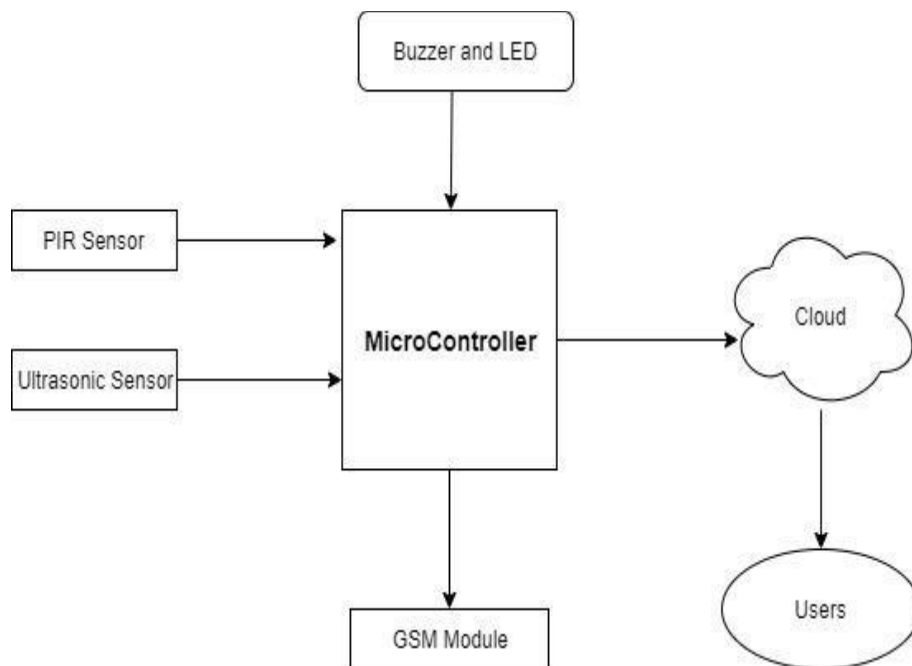 Buzzer and LED
PIR Sensor
MicroController
Cloud
Ultrasonic Sensor
GSM Module
Users